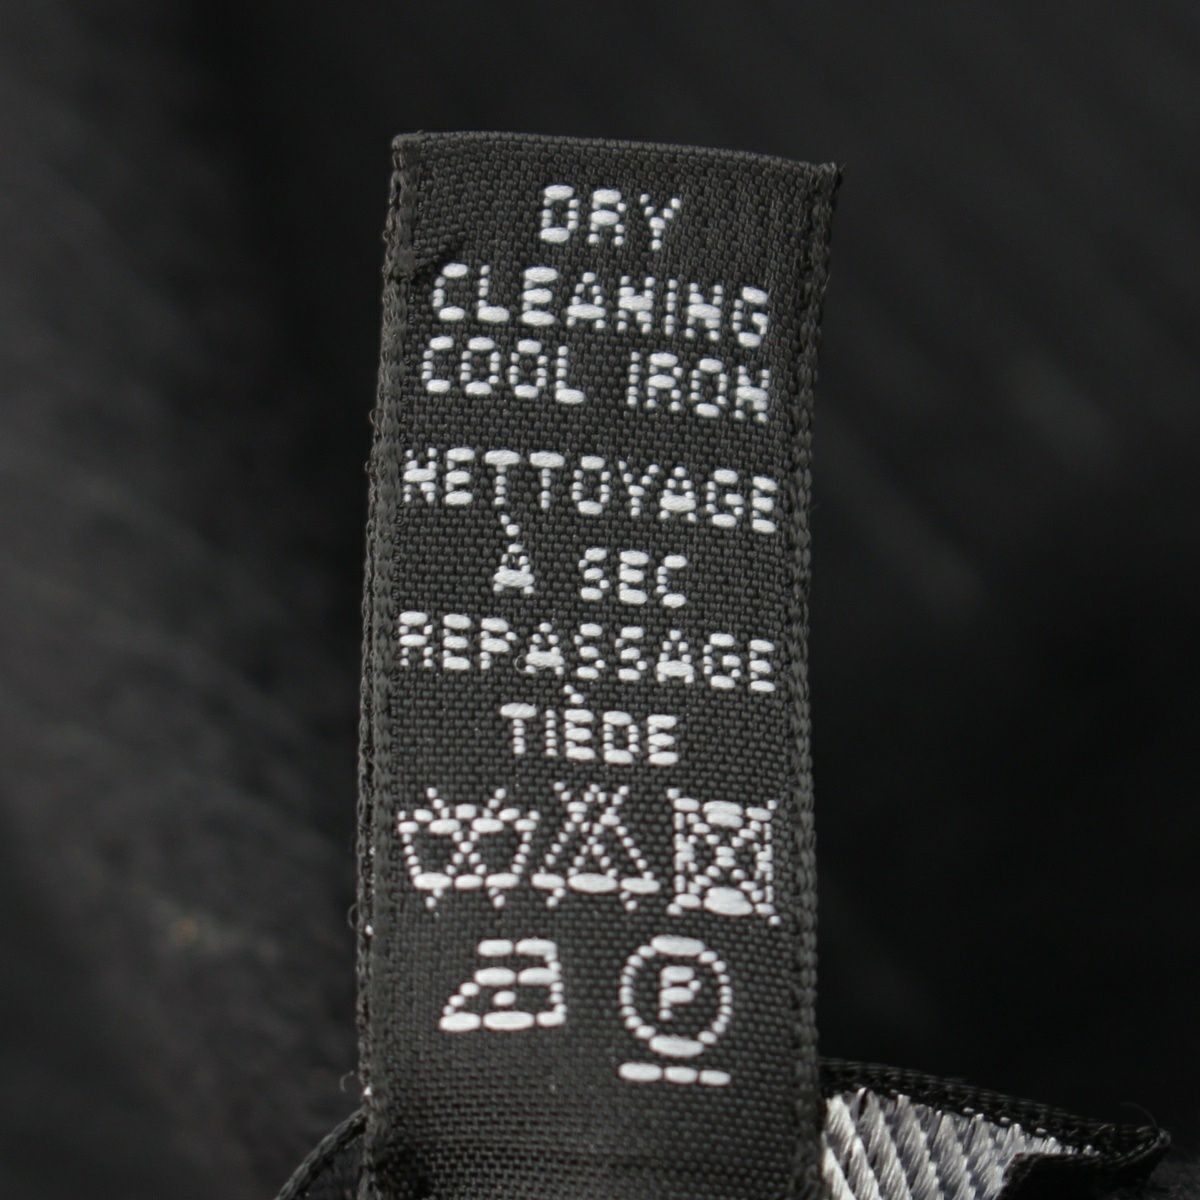 DRY
CLEANING
COOL IRON
NETTOYAGE
À SEC
REPASSAGE
TIÈDE
P